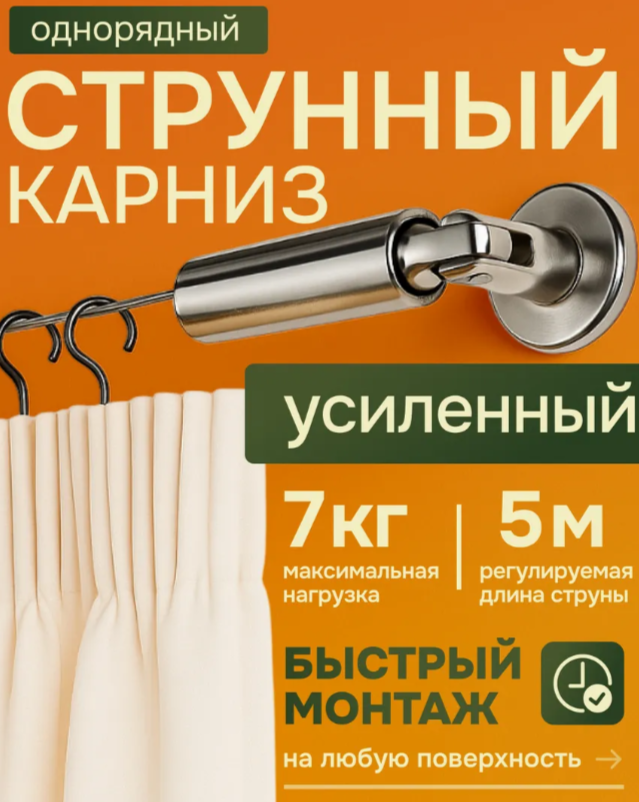 однорядный
СТРУННЫЙ
КАРНИЗ
усиленный
7кг
максимальная
нагрузка
5м
регулируемая
длина струны
БЫСТРЫЙ
МОНТАЖ
на любую поверхность